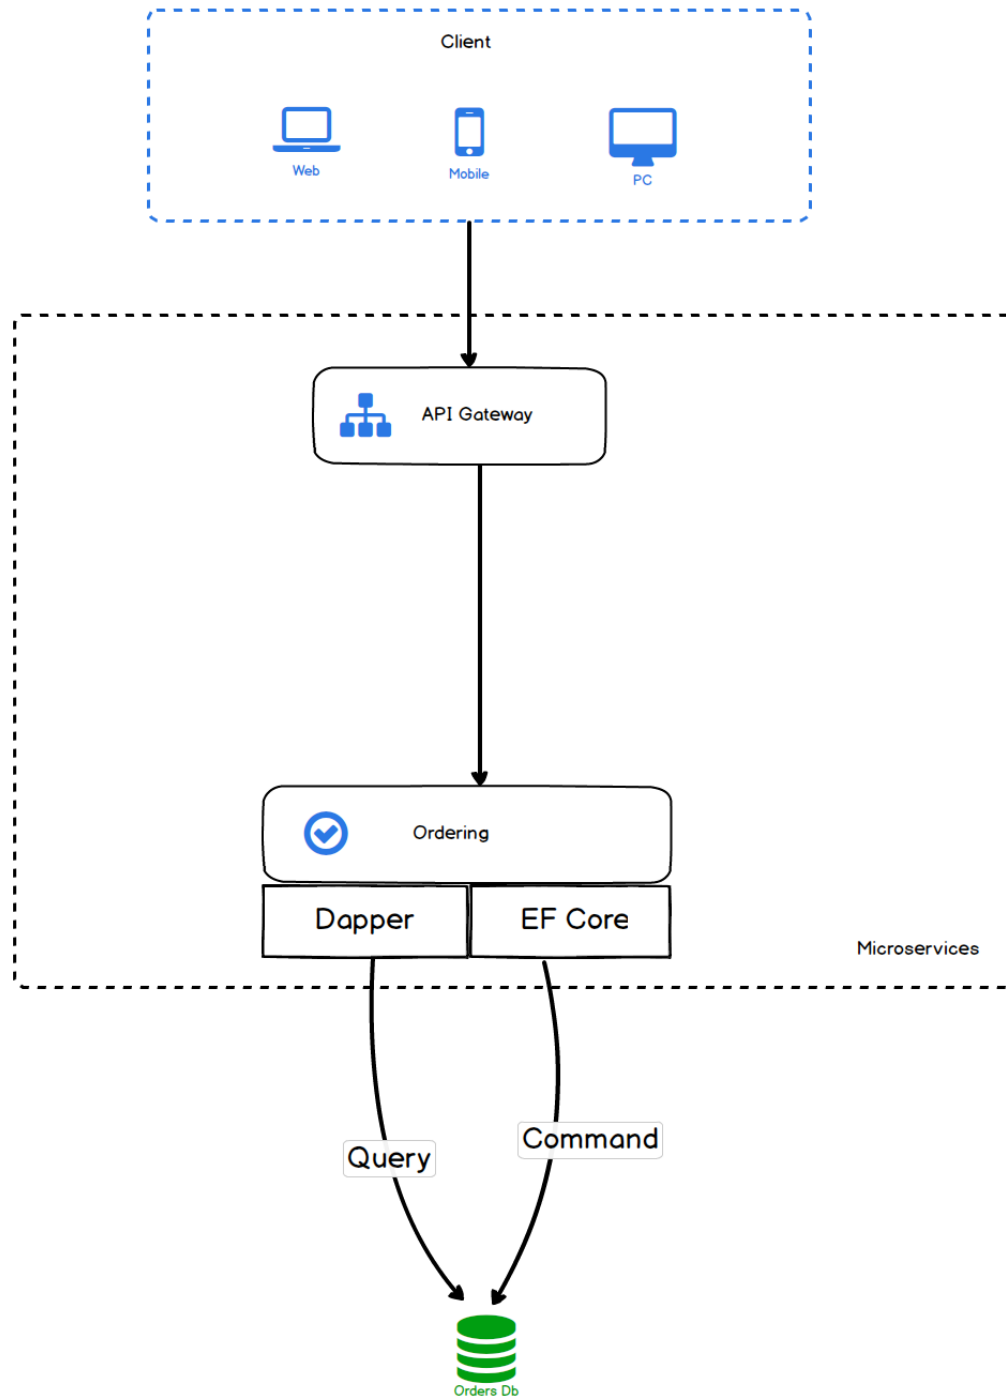 Client
Web
Mobile
PC
API Gateway
Ordering
Dapper
EF Core
Microservices
Command
Query
Orders Db